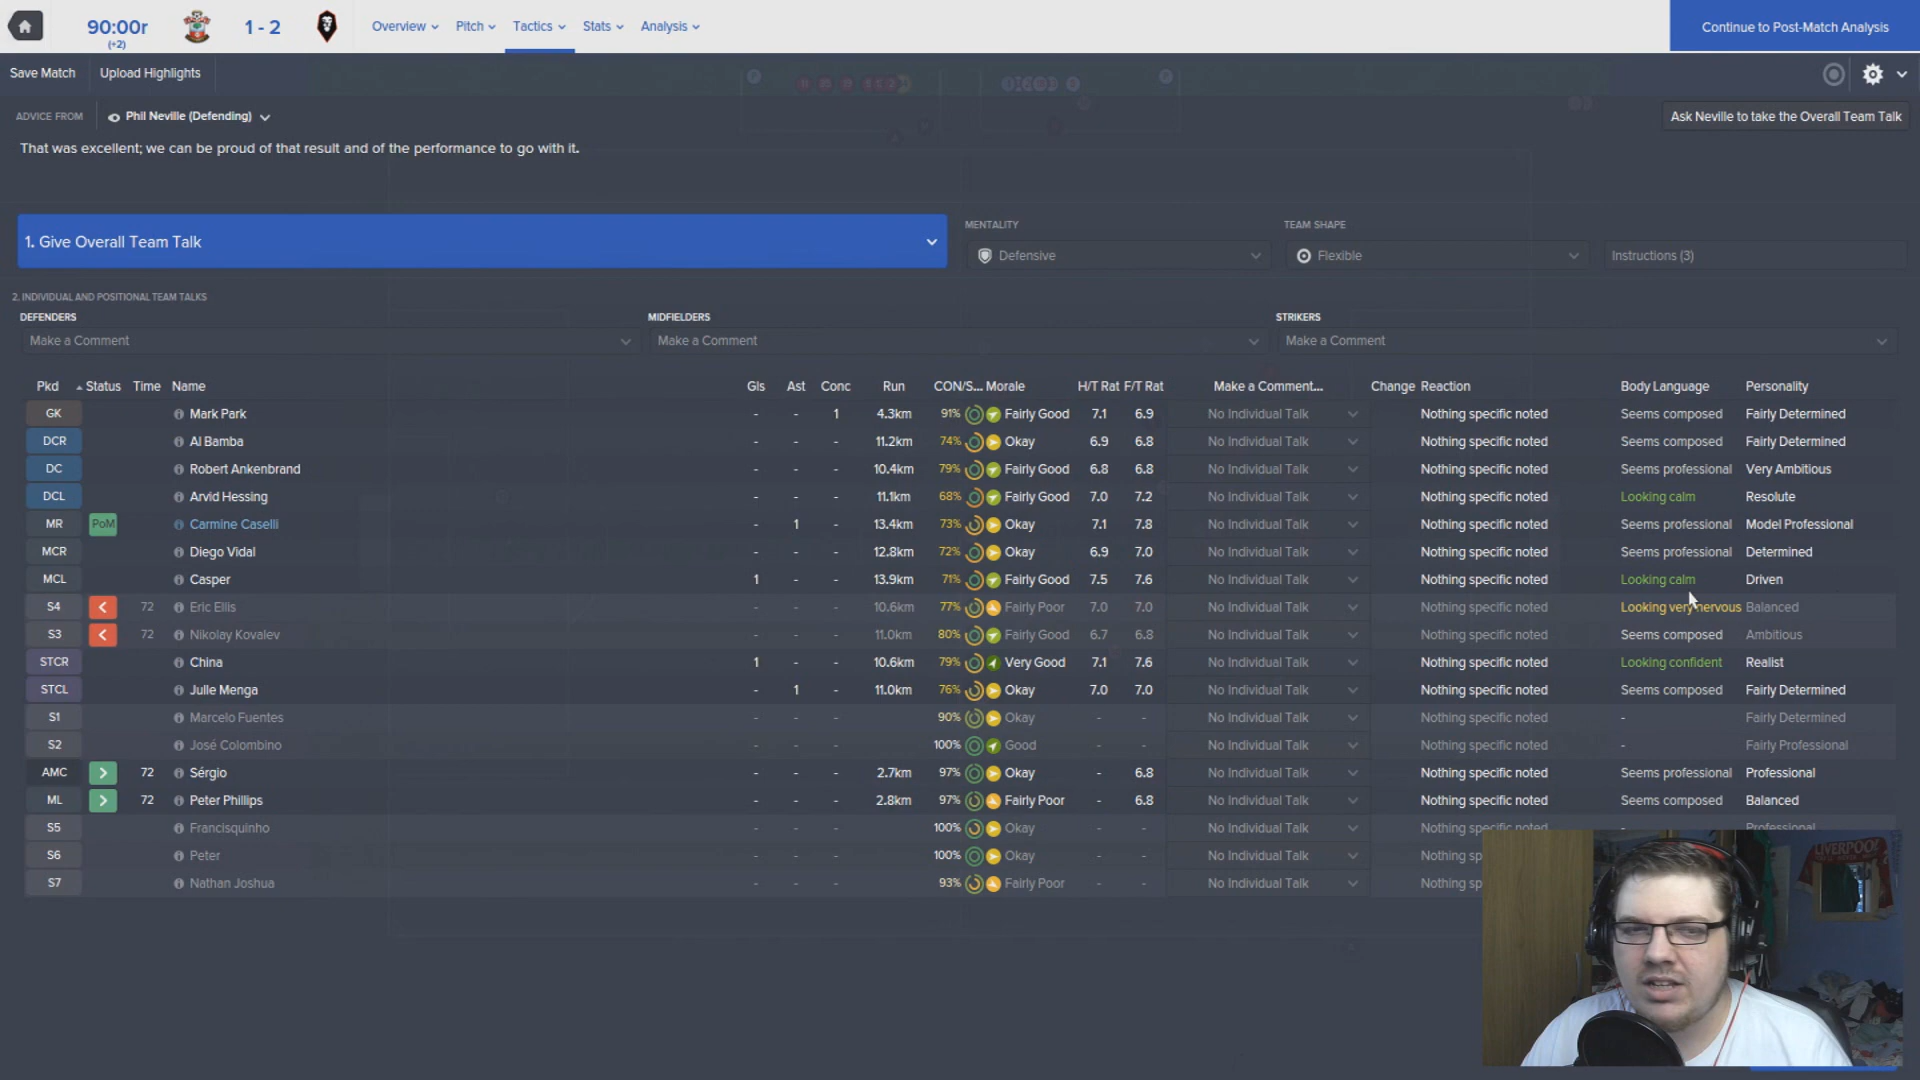 90:00r
(+2)
1 - 2
Overview
Pitch
Tactics
Stats
Analysis
Continue to Post-Match Analysis
Save Match
Upload Highlights
ADVICE FROM
Phil Neville (Defending)
Ask Neville to take the Overall Team Talk
That was excellent; we can be proud of that result and of the performance to go with it.
1. Give Overall Team Talk
MENTALITY
Defensive
TEAM SHAPE
Flexible
Instructions (3)
2. INDIVIDUAL AND POSITIONAL TEAM TALKS
DEFENDERS
MIDFIELDERS
STRIKERS
Make a Comment
Make a Comment
Make a Comment
Pkd Status Time Name Gls Ast Conc Run CON/S... Morale H/T Rat F/T Rat Make a Comment... Change Reaction Body Language Personality
GK Mark Park - - 1 4.3km 91% Fairly Good 7.1 6.9 No Individual Talk Nothing specific noted Seems composed Fairly Determined
DCR Al Bamba - - - 11.2km 74% Okay 6.9 6.8 No Individual Talk Nothing specific noted Seems composed Fairly Determined
DC Robert Ankenbrand - - - 10.4km 79% Fairly Good 6.8 6.8 No Individual Talk Nothing specific noted Seems professional Very Ambitious
DCL Arvid Hessing - - - 11.1km 68% Fairly Good 7.0 7.2 No Individual Talk Nothing specific noted Looking calm Resolute
MR PoM Carmine Caselli - 1 - 13.4km 73% Okay 7.1 7.8 No Individual Talk Nothing specific noted Seems professional Model Professional
MCR Diego Vidal - - - 12.8km 72% Okay 6.9 7.0 No Individual Talk Nothing specific noted Seems professional Determined
MCL Casper 1 - - 13.9km 71% Fairly Good 7.5 7.6 No Individual Talk Nothing specific noted Looking calm Driven
S4 72 Eric Ellis - - - 10.6km 77% Fairly Poor 7.0 7.0 No Individual Talk Nothing specific noted Looking very nervous Balanced
S3 72 Nikolay Kovalev - - - 11.0km 80% Fairly Good 6.7 6.8 No Individual Talk Nothing specific noted Seems composed Ambitious
STCR China 1 - - 10.6km 79% Very Good 7.1 7.6 No Individual Talk Nothing specific noted Looking confident Realist
STCL Julle Menga - 1 - 11.0km 76% Okay 7.0 7.0 No Individual Talk Nothing specific noted Seems composed Fairly Determined
S1 Marcelo Fuentes - - - 90% Okay - - No Individual Talk Nothing specific noted - Fairly Determined
S2 José Colombino - - - 100% Good - - No Individual Talk Nothing specific noted - Fairly Professional
AMC 72 Sérgio - - - 2.7km 97% Okay - 6.8 No Individual Talk Nothing specific noted Seems professional Professional
ML 72 Peter Phillips - - - 2.8km 97% Fairly Poor - 6.8 No Individual Talk Nothing specific noted Seems composed Balanced
S5 Francisquinho - - - 100% Okay - - No Individual Talk Nothing specific noted - Professional
S6 Peter - - - 100% Okay - - No Individual Talk Nothing sp
S7 Nathan Joshua - - - 93% Fairly Poor - - No Individual Talk Nothing sp
LIVERPOOL